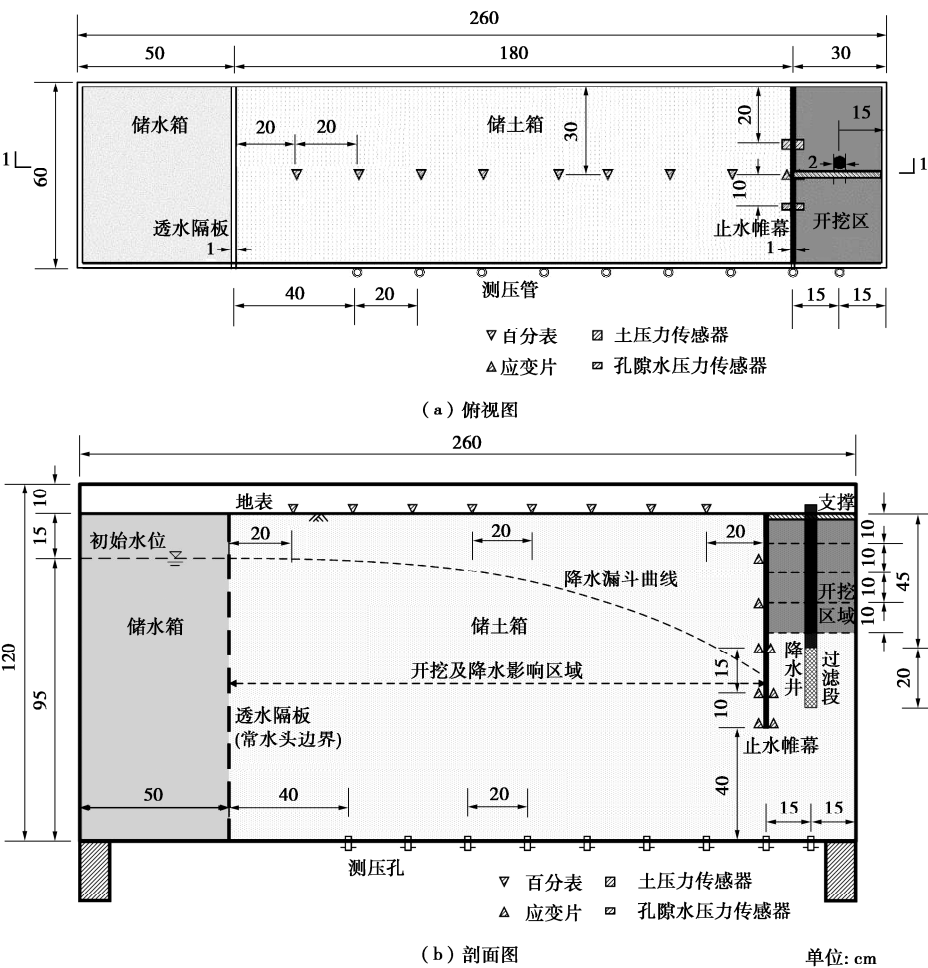 260
50 180 30
储水箱 储土箱
20 20 30 20 15
1 1
60
2
10
透水隔板 止水帷幕 开挖区
1 1
测压管
40 20 15 15
百分表 土压力传感器
应变片 孔隙水压力传感器
(a) 俯视图
260
10 地表 支撑
15 初始水位 20 20 20 10
降水漏斗曲线 10
10 开挖 45
储水箱 储土箱 10 区域
120 95
开挖及降水影响区域 15 降水井 过滤段 20
透水隔板 10
(常水头边界) 止水帷幕
40
50 40 20 15 15
测压孔
百分表 土压力传感器
应变片 孔隙水压力传感器
(b) 剖面图
单位: cm